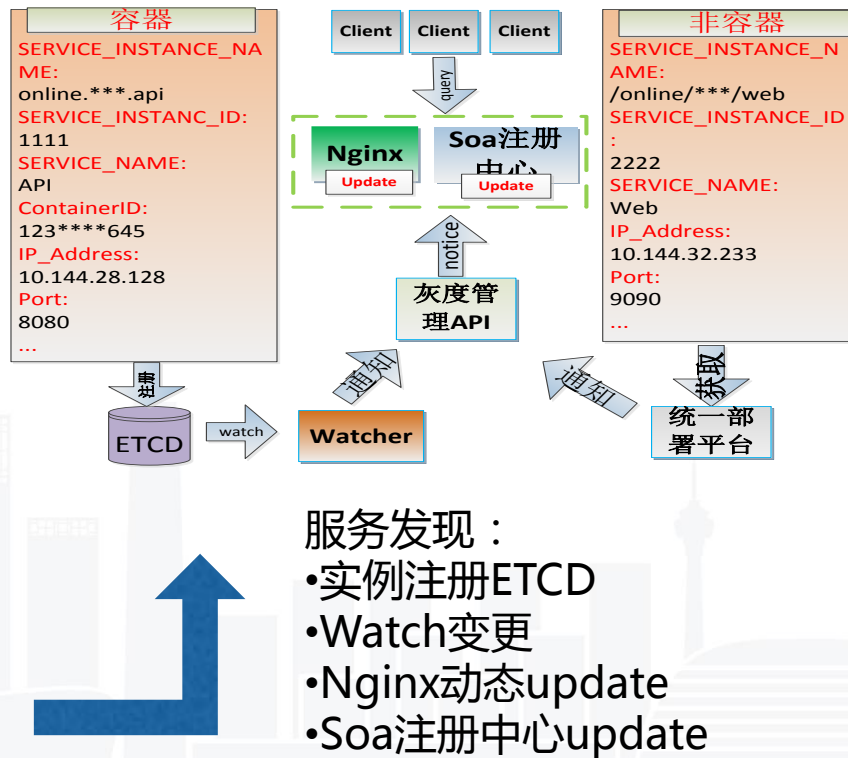 容器
SERVICE_INSTANCE_NA
ME:
online.***.api
SERVICE_INSTANC_ID:
1111
SERVICE_NAME:
API
ContainerID:
123****645
IP_Address:
10.144.28.128
Port:
8080
...
注册
ETCD
watch
Watcher
通知
Client
Client
Client
query
Nginx
Update
Soa注册
中心
Update
notice
灰度管
理API
非容器
SERVICE_INSTANCE_N
AME:
/online/***/web
SERVICE_INSTANCE_ID
:
2222
SERVICE_NAME:
Web
IP_Address:
10.144.32.233
Port:
9090
...
获取
通知
统一部
署平台
服务发现：
•实例注册ETCD
•Watch变更
•Nginx动态update
•Soa注册中心update